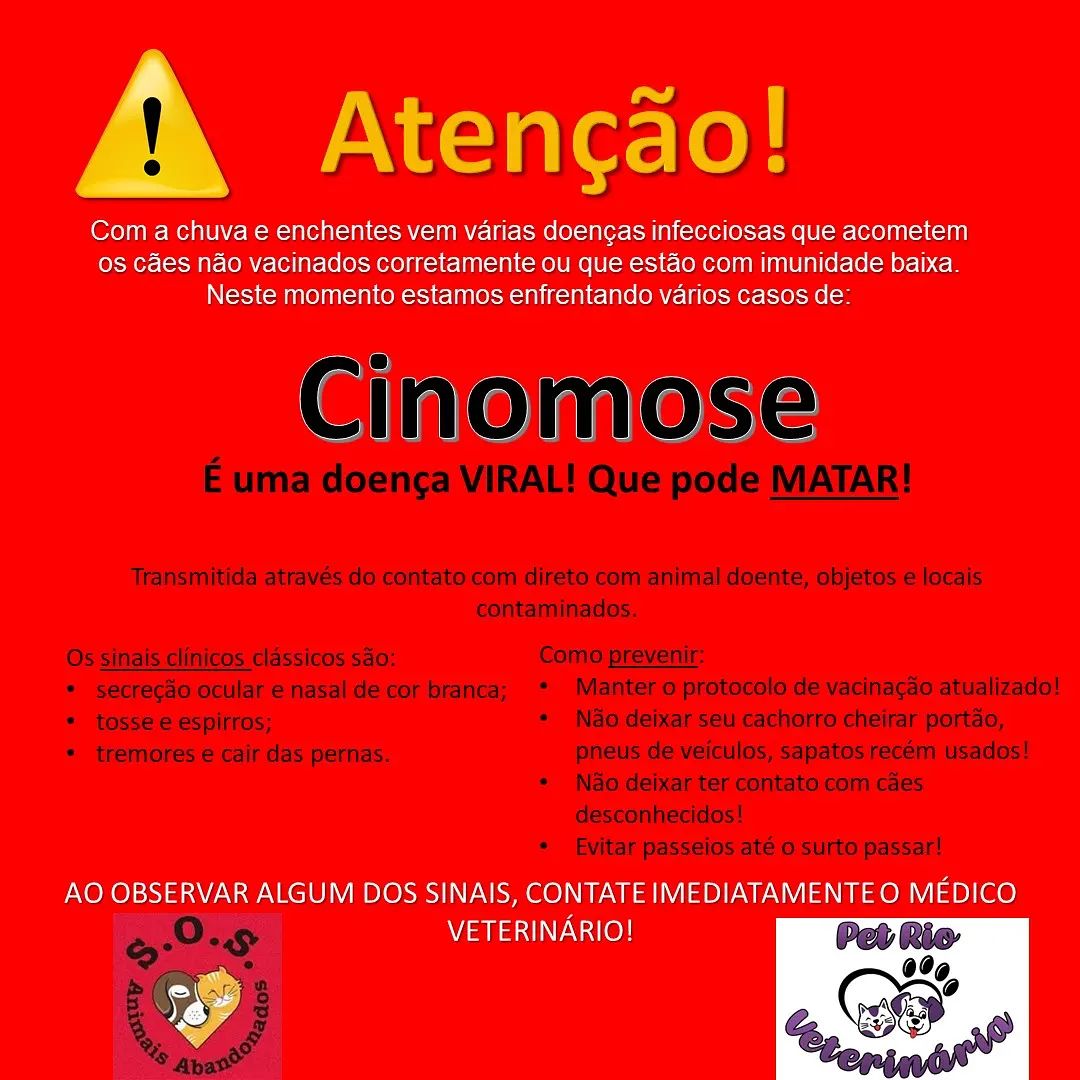 Atenção!
Com a chuva e enchentes vem várias doenças infecciosas que acometem
os cães não vacinados corretamente ou que estão com imunidade baixa.
Neste momento estamos enfrentando vários casos de:
Cinomose
É uma doença VIRAL! Que pode MATAR!
Transmitida através do contato com direto com animal doente, objetos e locais
contaminados.
Os sinais clínicos clássicos são:
• secreção ocular e nasal de cor branca;
• tosse e espirros;
• tremores e cair das pernas.
Como prevenir:
• Manter o protocolo de vacinação atualizado!
• Não deixar seu cachorro cheirar portão,
pneus de veículos, sapatos recém usados!
• Não deixar ter contato com cães
desconhecidos!
• Evitar passeios até o surto passar!
AO OBSERVAR ALGUM DOS SINAIS, CONTATE IMEDIATAMENTE O MÉDICO
VETERINÁRIO!
S.O.S.
Animais Abandonados
Pet Rio
Veterinária